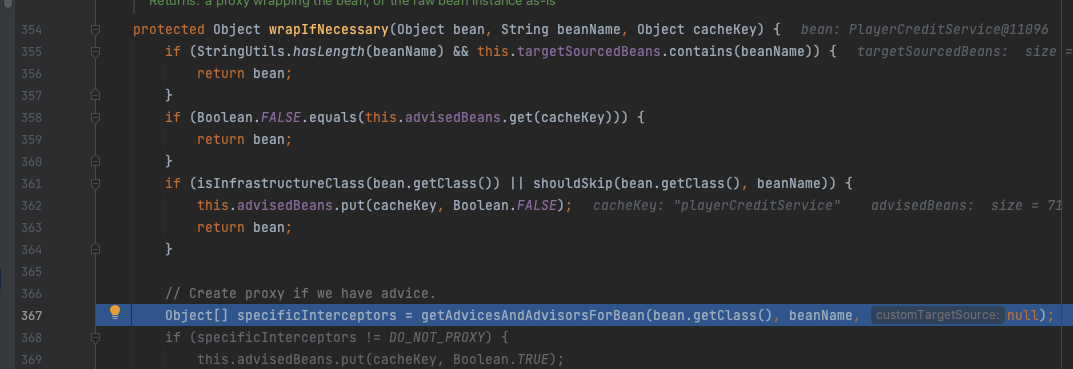 Returns: a proxy wrapping the bean, or the raw bean instance as-is
354 protected Object wrapIfNecessary(Object bean, String beanName, Object cacheKey) { bean: PlayerCreditService@11096
355 if (StringUtils.hasLength(beanName) && this.targetSourcedBeans.contains(beanName)) { targetSourcedBeans: size =
356 return bean;
357 }
358 if (Boolean.FALSE.equals(this.advisedBeans.get(cacheKey))) {
359 return bean;
360 }
361 if (isInfrastructureClass(bean.getClass()) || shouldSkip(bean.getClass(), beanName)) {
362 this.advisedBeans.put(cacheKey, Boolean.FALSE); cacheKey: "playerCreditService" advisedBeans: size = 71
363 return bean;
364 }
365
366 // Create proxy if we have advice.
367 Object[] specificInterceptors = getAdvicesAndAdvisorsForBean(bean.getClass(), beanName, customTargetSource: null);
368 if (specificInterceptors != DO_NOT_PROXY) {
369 this.advisedBeans.put(cacheKey, Boolean.TRUE);